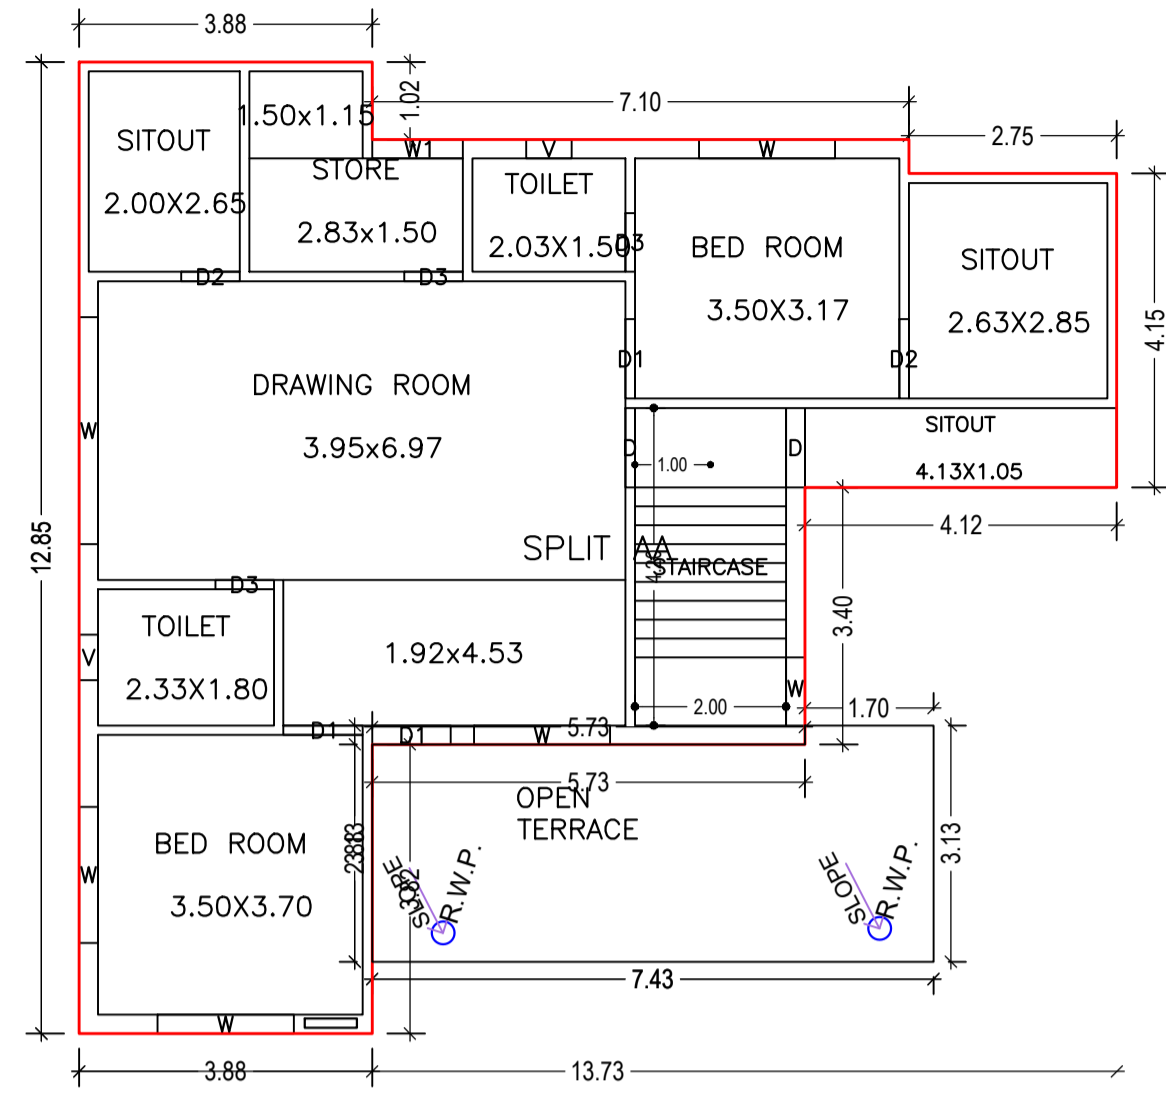 3.88
1.02
7.10
2.75
SITOUT
2.00X2.65
1.50x1.15
W1
V
W
STORE
2.83x1.50
TOILET
2.03X1.50
D3
BED ROOM
3.50X3.17
SITOUT
2.63X2.85
4.15
D2
D3
D1
D2
DRAWING ROOM
3.95x6.97
W
D
1.00
D
SITOUT
4.13X1.05
4.12
12.85
SPLIT AA
STAIRCASE
3.40
D3
TOILET
2.33X1.80
V
1.92x4.53
W
2.00
1.70
D1
D1
W
5.73
5.73
OPEN
TERRACE
3.13
BED ROOM
3.50X3.70
W
SLOPE
R.W.P.
SLOPE
R.W.P.
7.43
W
3.88
13.73